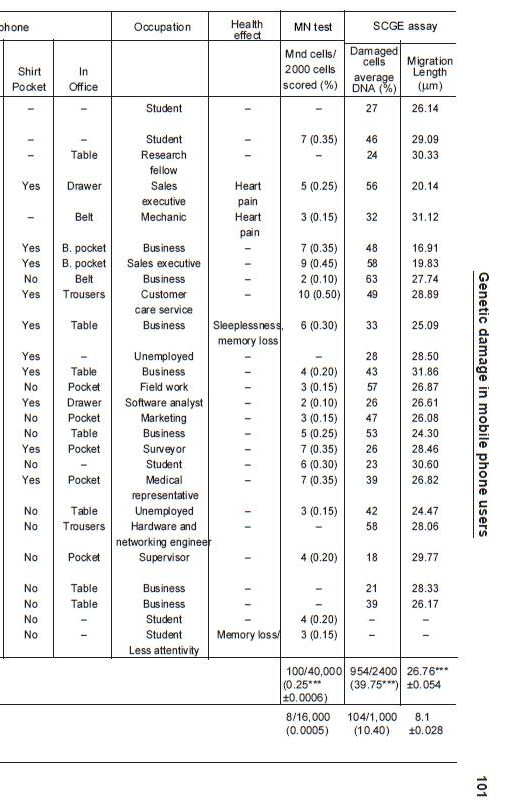 phone Occupation Health effect MN test SCGE assay
Shirt Pocket In Office Mnd cells/ 2000 cells scored (%) Damaged cells average DNA (%) Migration Length (μm)
– – Student 27 26.14
– – Student – 7 (0.35) 46 29.09
– Table Research – – 24 30.33
fellow
Yes Drawer Sales Heart 5 (0.25) 56 20.14
executive pain
– Belt Mechanic Heart 3 (0.15) 32 31.12
pain
Yes B. pocket Business – 7 (0.35) 48 16.91
Yes B. pocket Sales executive – 9 (0.45) 58 19.83
No Belt Business – 2 (0.10) 63 27.74
Yes Trousers Customer – 10 (0.50) 49 28.89
care service
Yes Table Business Sleeplessness, 6 (0.30) 33 25.09
memory loss
Yes – Unemployed – – 28 28.50
Yes Table Business – 4 (0.20) 43 31.86
No Pocket Field work – 3 (0.15) 57 26.87
Yes Drawer Software analyst – 2 (0.10) 26 26.61
No Pocket Marketing – 3 (0.15) 47 26.08
No Table Business – 5 (0.25) 53 24.30
Yes Pocket Surveyor – 7 (0.35) 26 28.46
No – Student – 6 (0.30) 23 30.60
Yes Pocket Medical – 7 (0.35) 39 26.82
representative
No Table Unemployed – 3 (0.15) 42 24.47
No Trousers Hardware and – – 58 28.06
networking engineer
No Pocket Supervisor – 4 (0.20) 18 29.77
No Table Business – – 21 28.33
No Table Business – – 39 26.17
No – Student – 4 (0.20) – –
No – Student Memory loss/ 3 (0.15) – –
Less attentivity
100/40,000 954/2400 26.76***
(0.25*** (39.75***) ±0.054
±0.0006)
8/16,000 104/1,000 8.1
(0.0005) (10.40) ±0.028
Genetic damage in mobile phone users
101